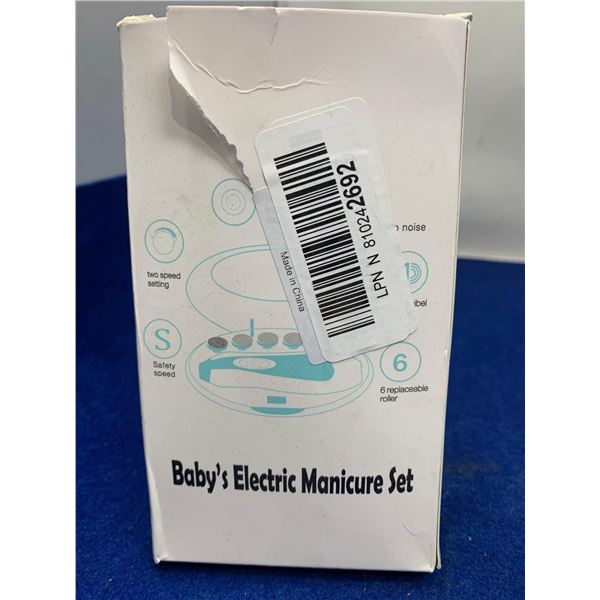 LPN N 810242692
Made in China
noise
two speed
setting
S
Safety
speed
6
6 replaceable
roller
Baby's Electric Manicure Set